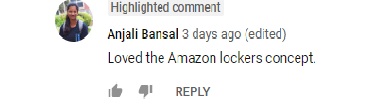 Highlighted comment
Anjali Bansal 3 days ago (edited)
Loved the Amazon lockers concept.
REPLY